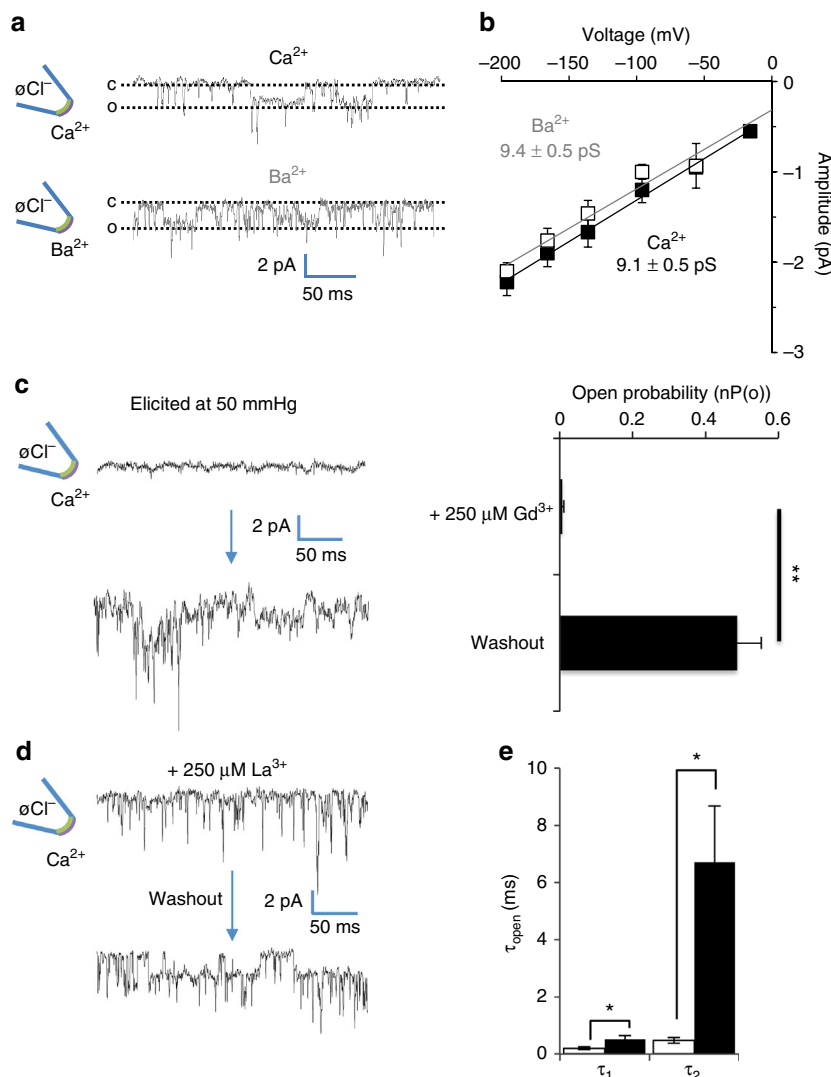 a
Ca²⁺
øCl⁻
Ca²⁺
c
o
Ba²⁺
øCl⁻
Ba²⁺
c
o
2 pA
50 ms
b
Voltage (mV)
−200 −150 −100 −50 0
0
−1
−2
−3
Amplitude (pA)
Ba²⁺
9.4 ± 0.5 pS
Ca²⁺
9.1 ± 0.5 pS
c
Elicited at 50 mmHg
øCl⁻
Ca²⁺
2 pA
50 ms
Open probability (nP(o))
0 0.2 0.4 0.6
+ 250 μM Gd³⁺
Washout
**
d
+ 250 μM La³⁺
øCl⁻
Ca²⁺
Washout
2 pA
50 ms
e
τopen (ms)
10
8
6
4
2
0
*
*
τ₁ τ₂